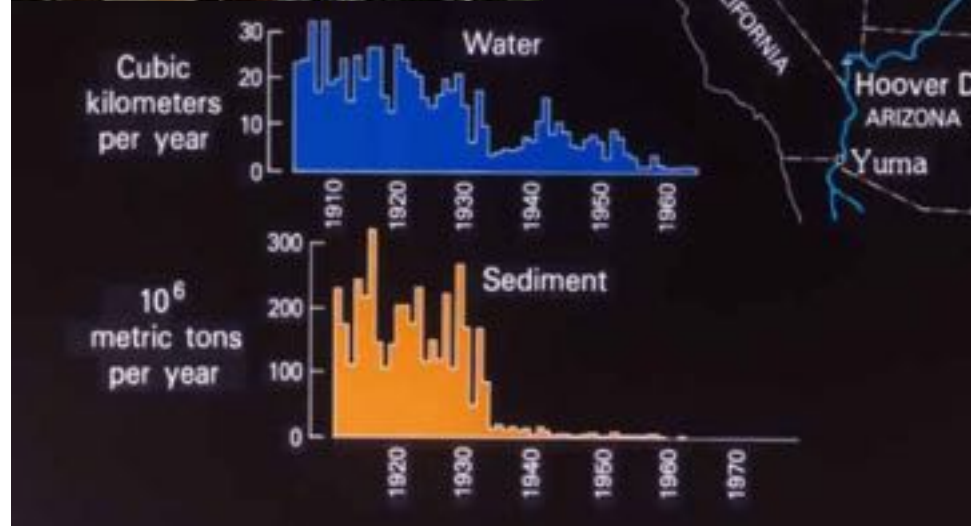 Water
Cubic
kilometers
per year
30
20
10
0
1910
1920
1930
1940
1950
1960
Sediment
10⁶
metric tons
per year
300
200
100
0
1920
1930
1940
1950
1960
1970
Hoover
ARIZONA
Yuma